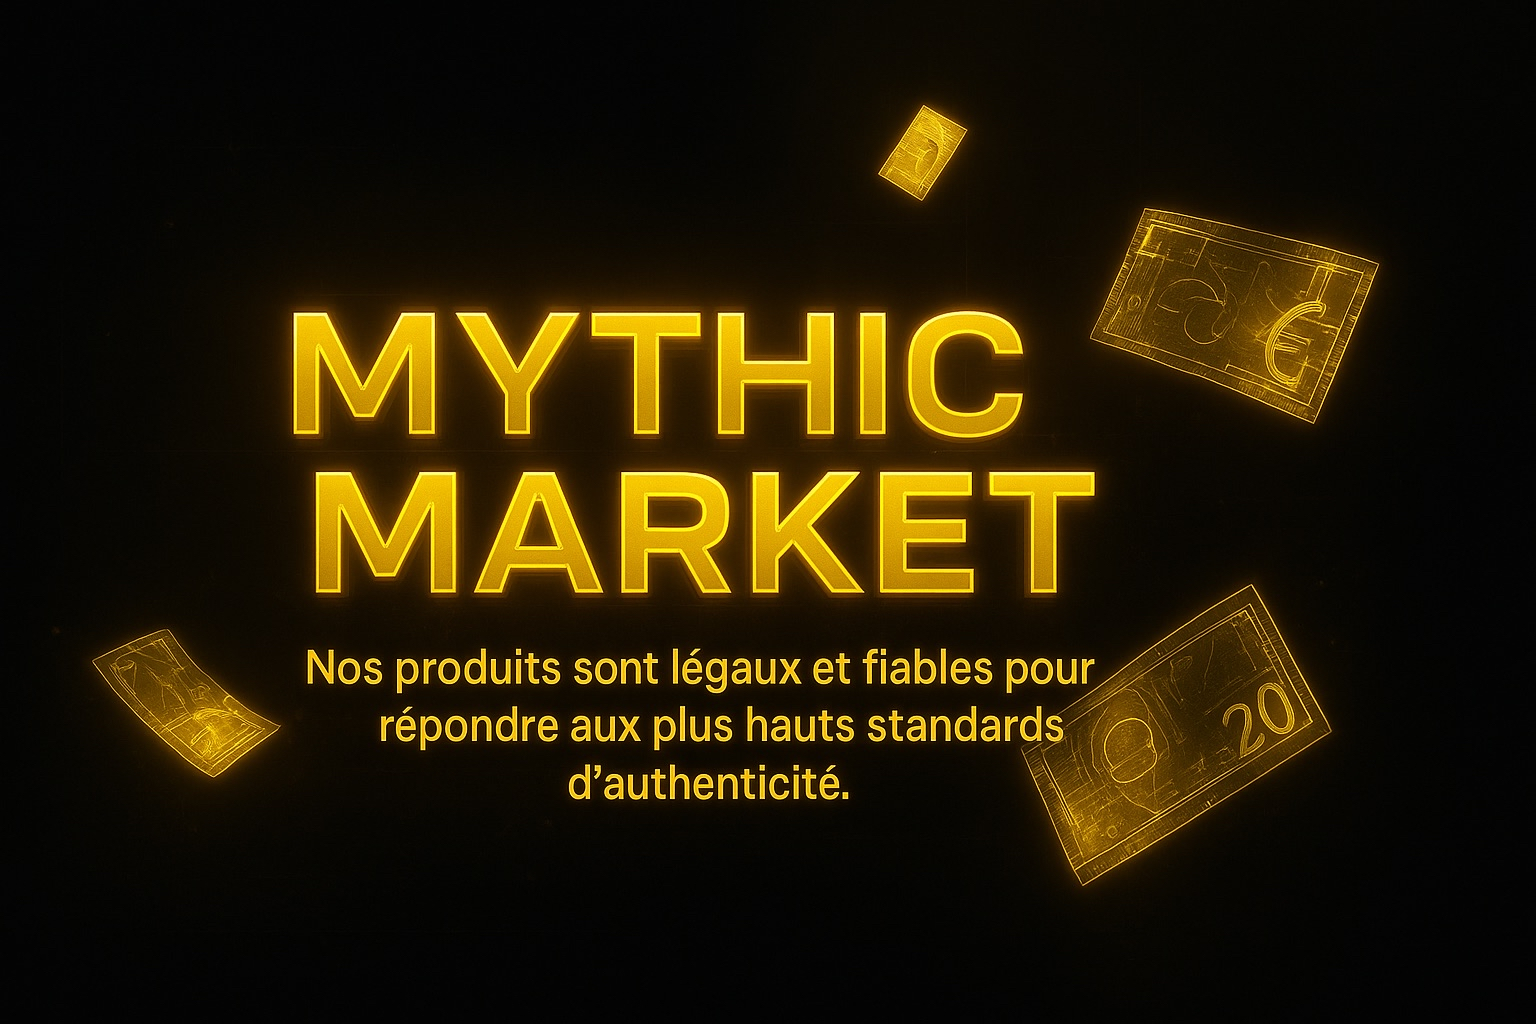 MYTHIC
MARKET
Nos produits sont légaux et fiables pour
répondre aux plus hauts standards
d’authenticité.
€
20